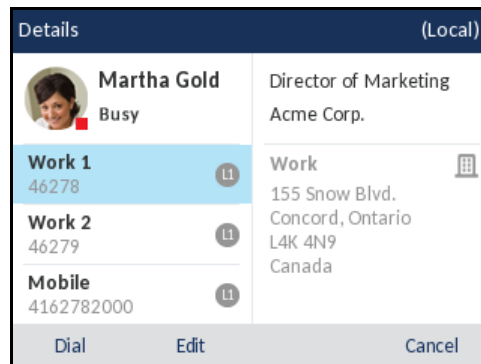 Details
(Local)
Martha Gold
Busy
Work 1
46278
L1
Work 2
46279
L1
Mobile
4162782000
L1
Director of Marketing
Acme Corp.
Work
155 Snow Blvd.
Concord, Ontario
L4K 4N9
Canada
Dial
Edit
Cancel